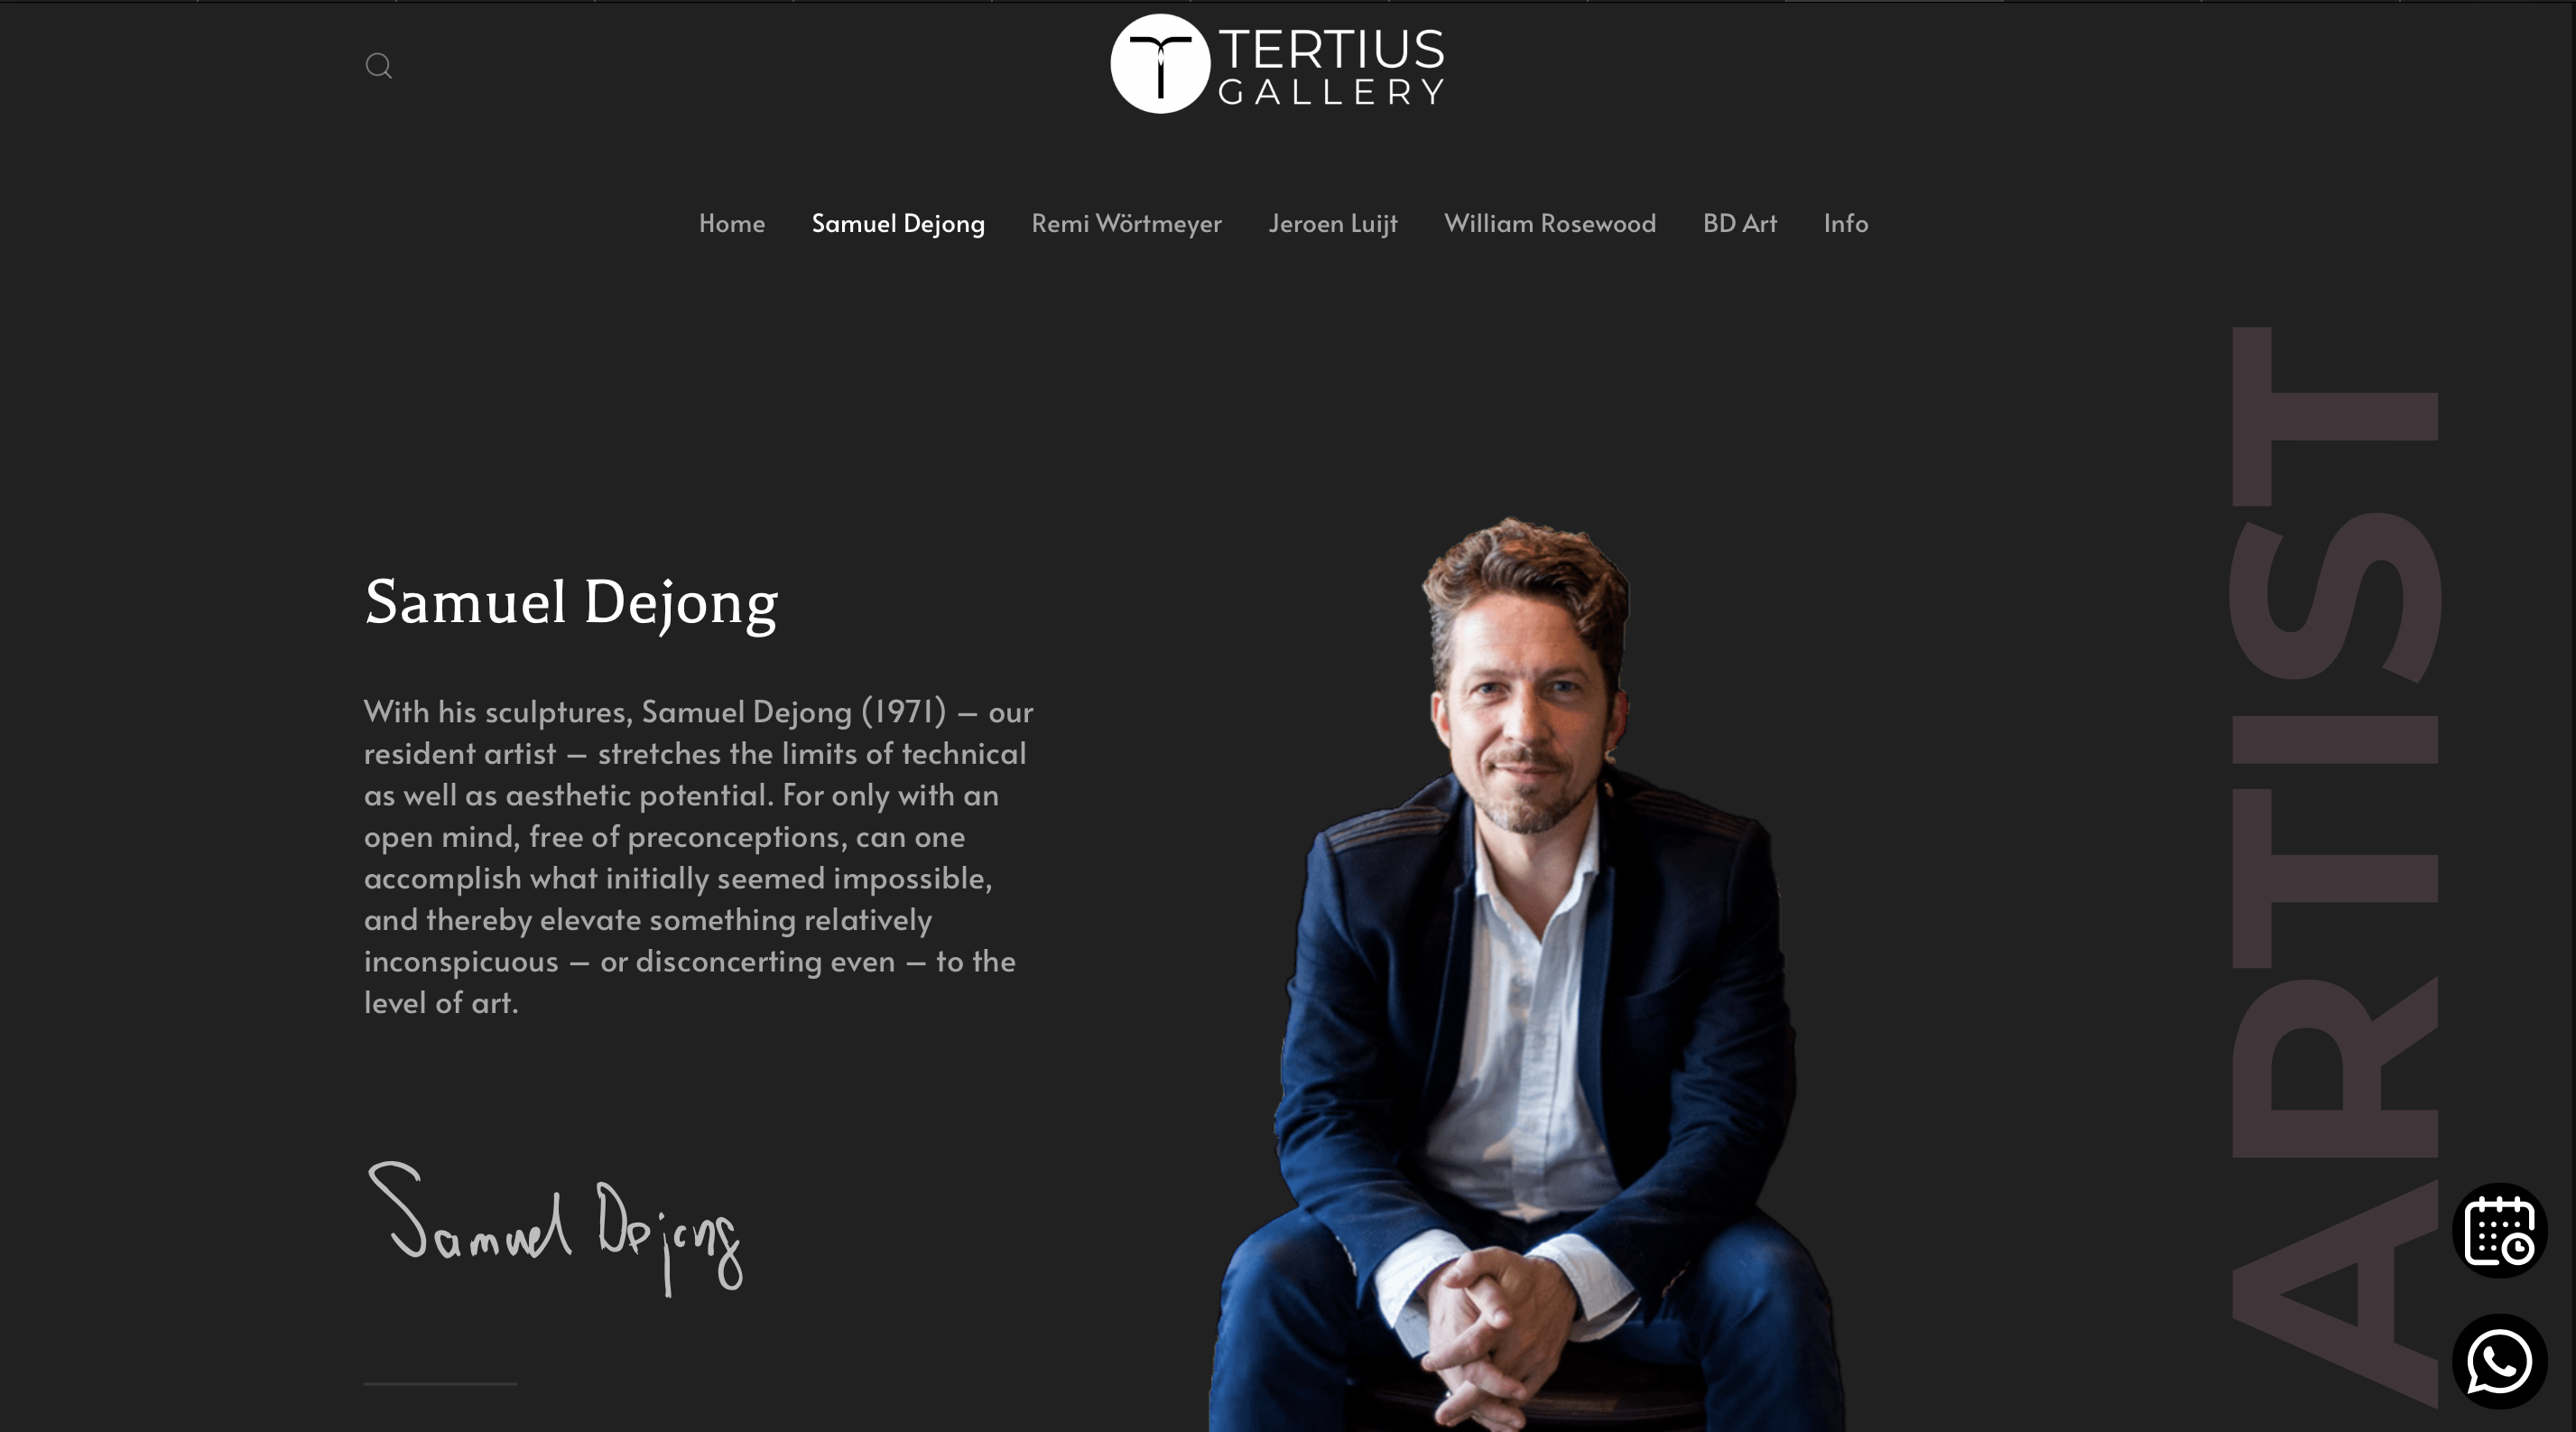 TERTIUS
GALLERY
Home Samuel Dejong Remi Wörtmeyer Jeroen Luijt William Rosewood BD Art Info
Samuel Dejong
With his sculptures, Samuel Dejong (1971) – our
resident artist – stretches the limits of technical
as well as aesthetic potential. For only with an
open mind, free of preconceptions, can one
accomplish what initially seemed impossible,
and thereby elevate something relatively
inconspicuous – or disconcerting even – to the
level of art.
Samuel Dejong
ARTIST